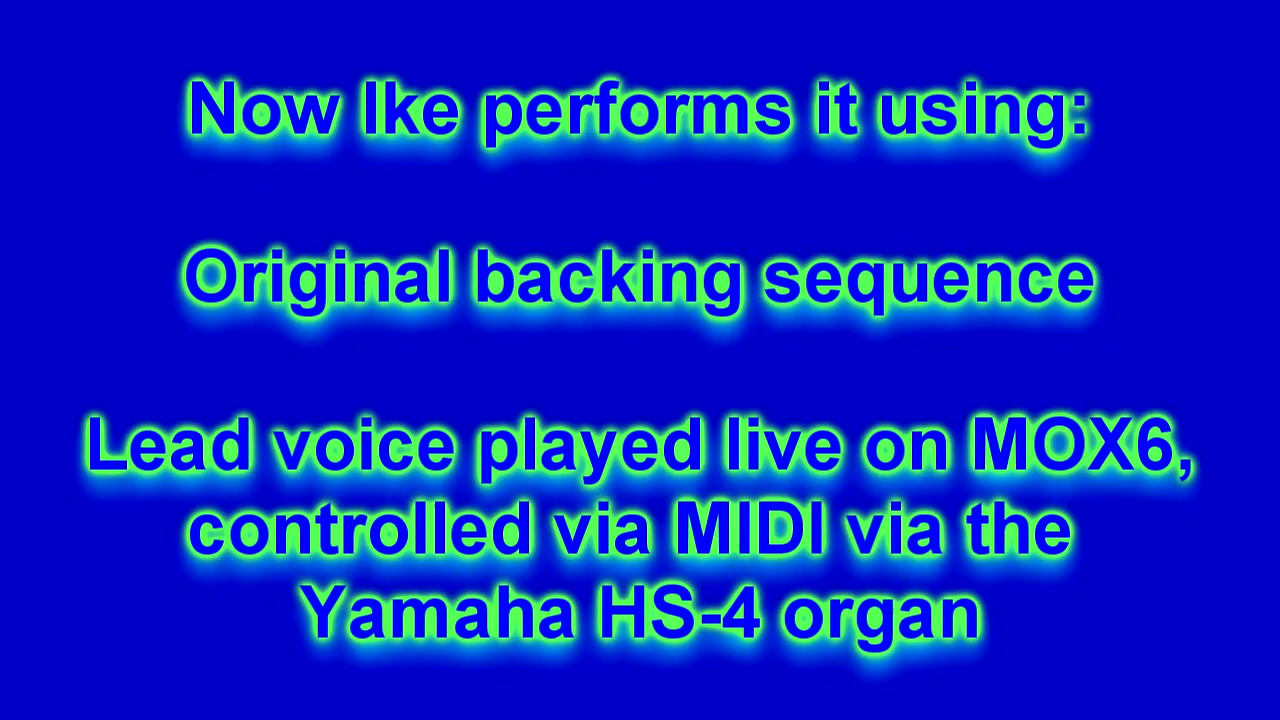 Now Ike performs it using:
Original backing sequence
Lead voice played live on MOX6,
controlled via MIDI via the
Yamaha HS-4 organ